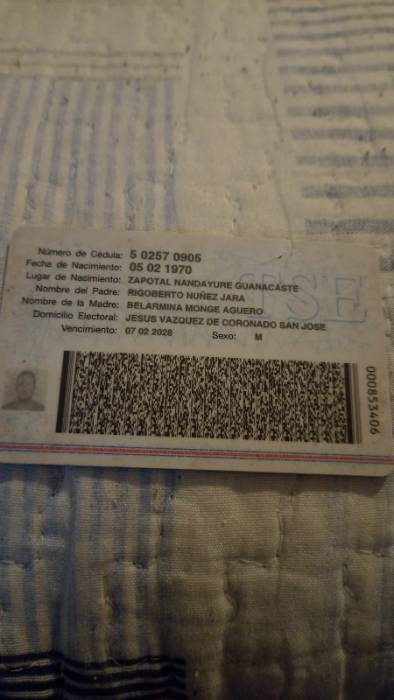 Número de Cédula: 5 0257 0905
Fecha de Nacimiento: 05 02 1970
Lugar de Nacimiento: ZAPOTAL NANDAYURE GUANACASTE
Nombre del Padre: RIGOBERTO NUÑEZ JARA
Nombre de la Madre: BELARMINA MONGE AGUERO
Domicilio Electoral: JESUS VAZQUEZ DE CORONADO SAN JOSE
Vencimiento: 07 02 2028 Sexo: M
TSE
000853406